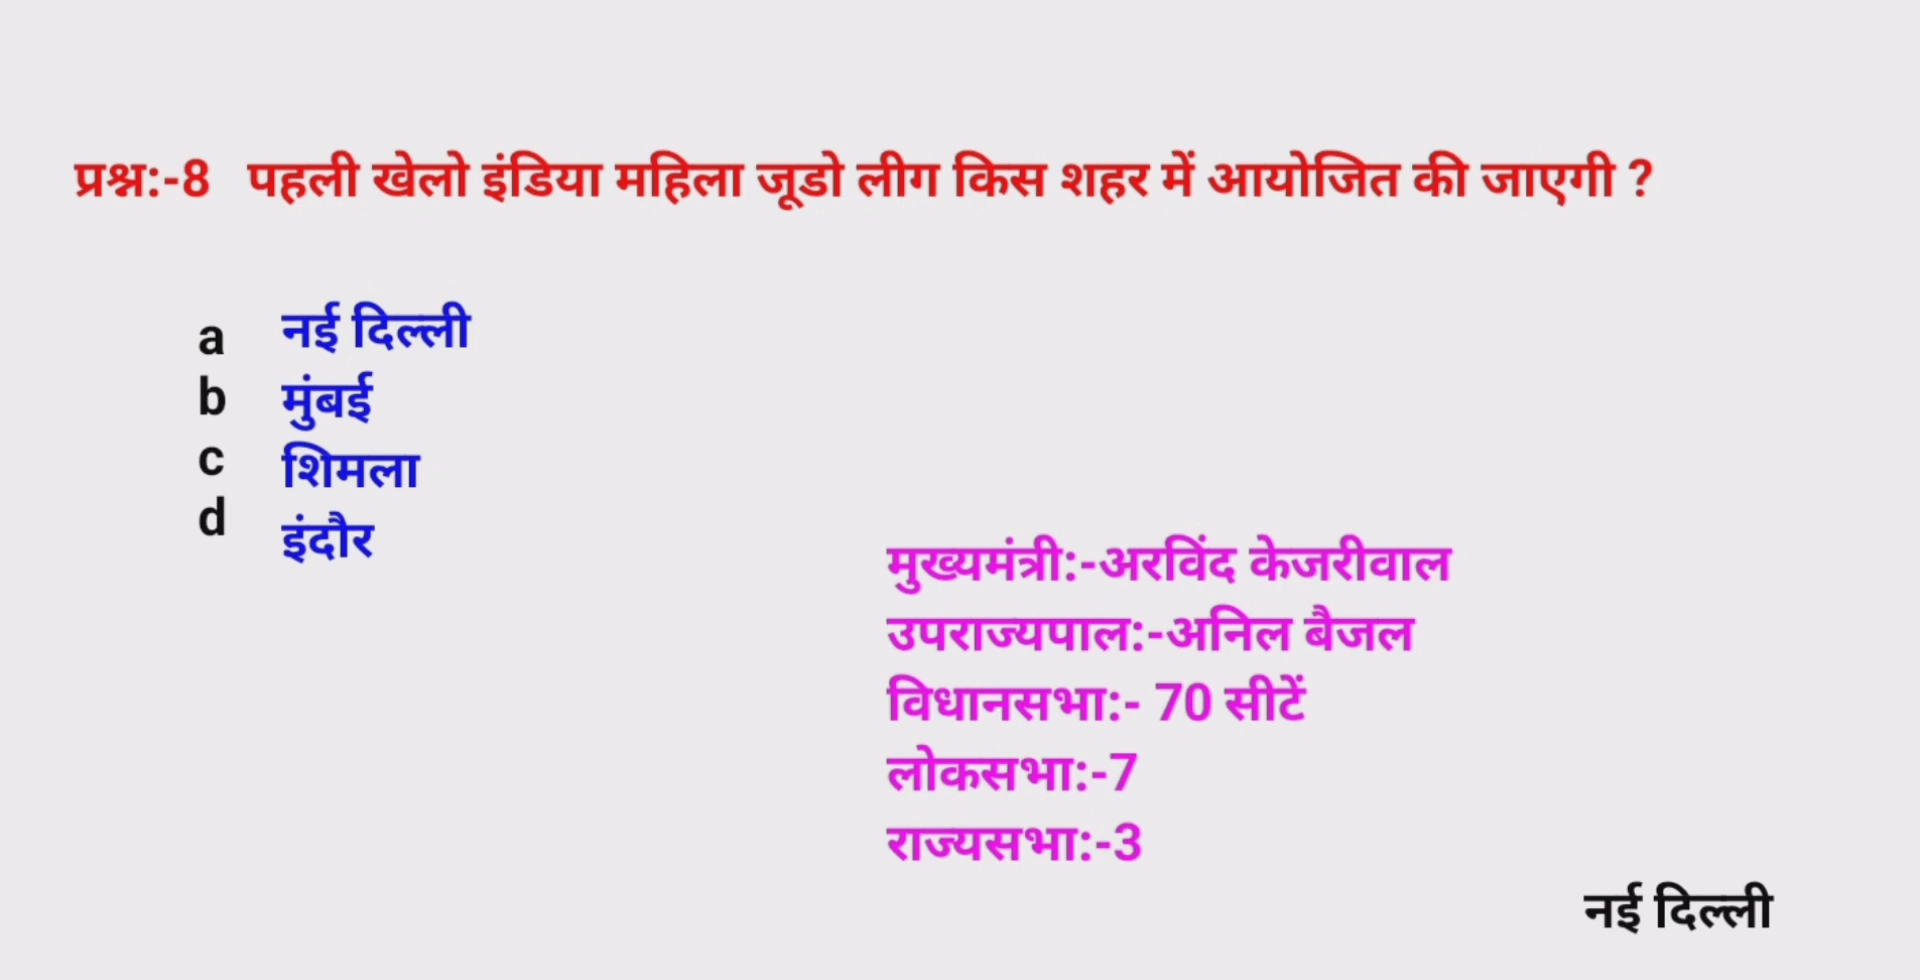 प्रश्न:-8 पहली खेलो इंडिया महिला जूडो लीग किस शहर में आयोजित की जाएगी ?
a नई दिल्ली
b मुंबई
c शिमला
d इंदौर
मुख्यमंत्री:-अरविंद केजरीवाल
उपराज्यपाल:-अनिल बैजल
विधानसभा:- 70 सीटें
लोकसभा:-7
राज्यसभा:-3
नई दिल्ली